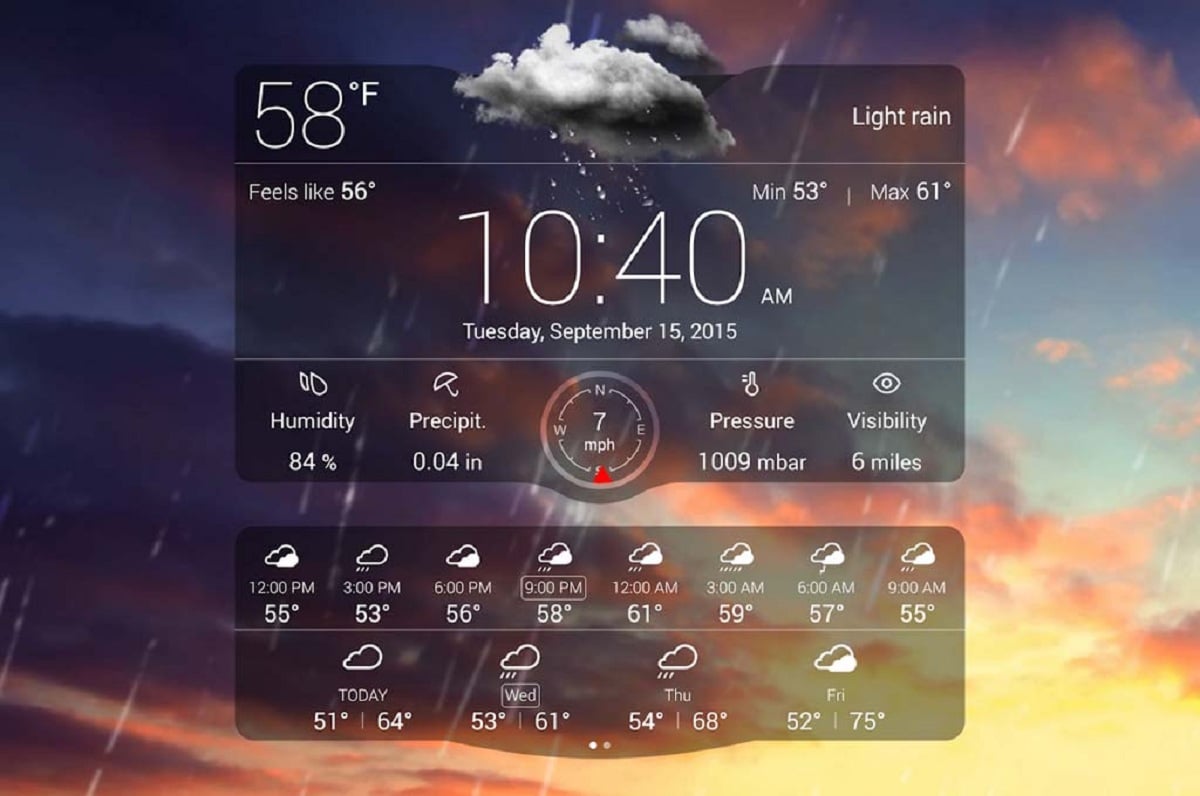 58°F
Light rain
Feels like 56°
Min 53° | Max 61°
10:40 AM
Tuesday, September 15, 2015
Humidity
84 %
Precipit.
0.04 in
N
W E
7
mph
Pressure
1009 mbar
Visibility
6 miles
12:00 PM 3:00 PM 6:00 PM 9:00 PM 12:00 AM 3:00 AM 6:00 AM 9:00 AM
55° 53° 56° 58° 61° 59° 57° 55°
TODAY Wed Thu Fri
51° | 64° 53° | 61° 54° | 68° 52° | 75°